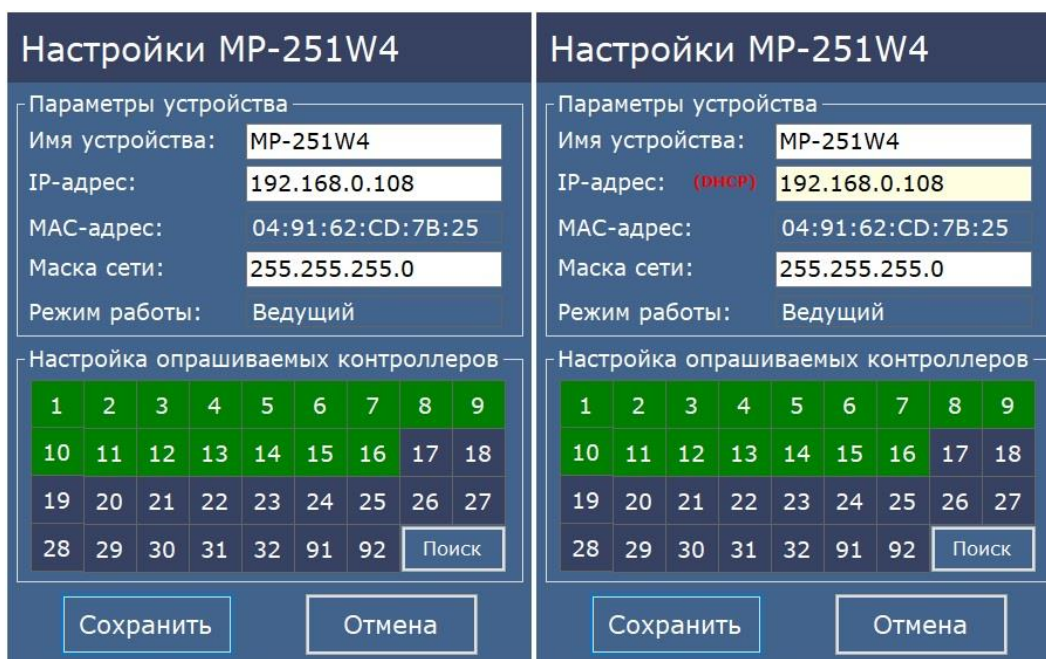 Настройки MP-251W4
Параметры устройства
Имя устройства: MP-251W4
IP-адрес: 192.168.0.108
MAC-адрес: 04:91:62:CD:7B:25
Маска сети: 255.255.255.0
Режим работы: Ведущий
Настройка опрашиваемых контроллеров
1 2 3 4 5 6 7 8 9
10 11 12 13 14 15 16 17 18
19 20 21 22 23 24 25 26 27
28 29 30 31 32 91 92 Поиск
Сохранить Отмена
Настройки MP-251W4
Параметры устройства
Имя устройства: MP-251W4
IP-адрес: (DHCP) 192.168.0.108
MAC-адрес: 04:91:62:CD:7B:25
Маска сети: 255.255.255.0
Режим работы: Ведущий
Настройка опрашиваемых контроллеров
1 2 3 4 5 6 7 8 9
10 11 12 13 14 15 16 17 18
19 20 21 22 23 24 25 26 27
28 29 30 31 32 91 92 Поиск
Сохранить Отмена